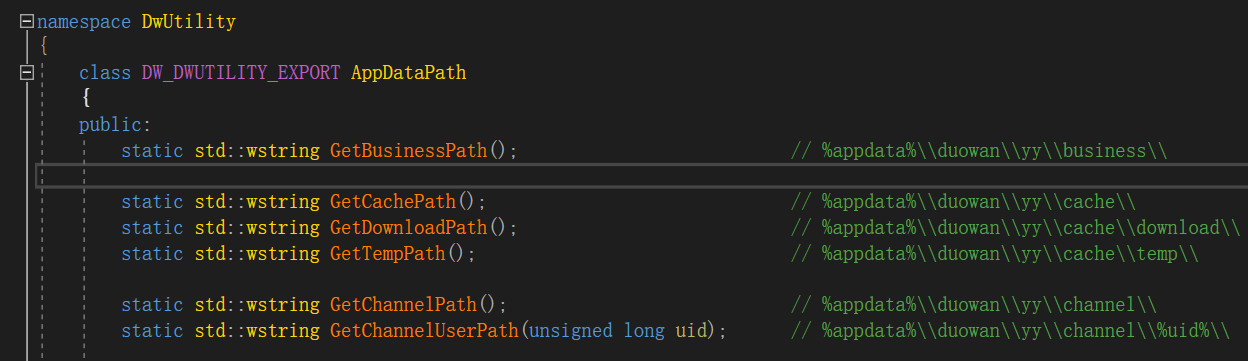 namespace DwUtility
{
class DW_DWUTILITY_EXPORT AppDataPath
{
public:
static std::wstring GetBusinessPath(); // %appdata%\\duowan\\yy\\business\\
static std::wstring GetCachePath(); // %appdata%\\duowan\\yy\\cache\\
static std::wstring GetDownloadPath(); // %appdata%\\duowan\\yy\\cache\\download\\
static std::wstring GetTempPath(); // %appdata%\\duowan\\yy\\cache\\temp\\
static std::wstring GetChannelPath(); // %appdata%\\duowan\\yy\\channel\\
static std::wstring GetChannelUserPath(unsigned long uid); // %appdata%\\duowan\\yy\\channel\\%uid%\\